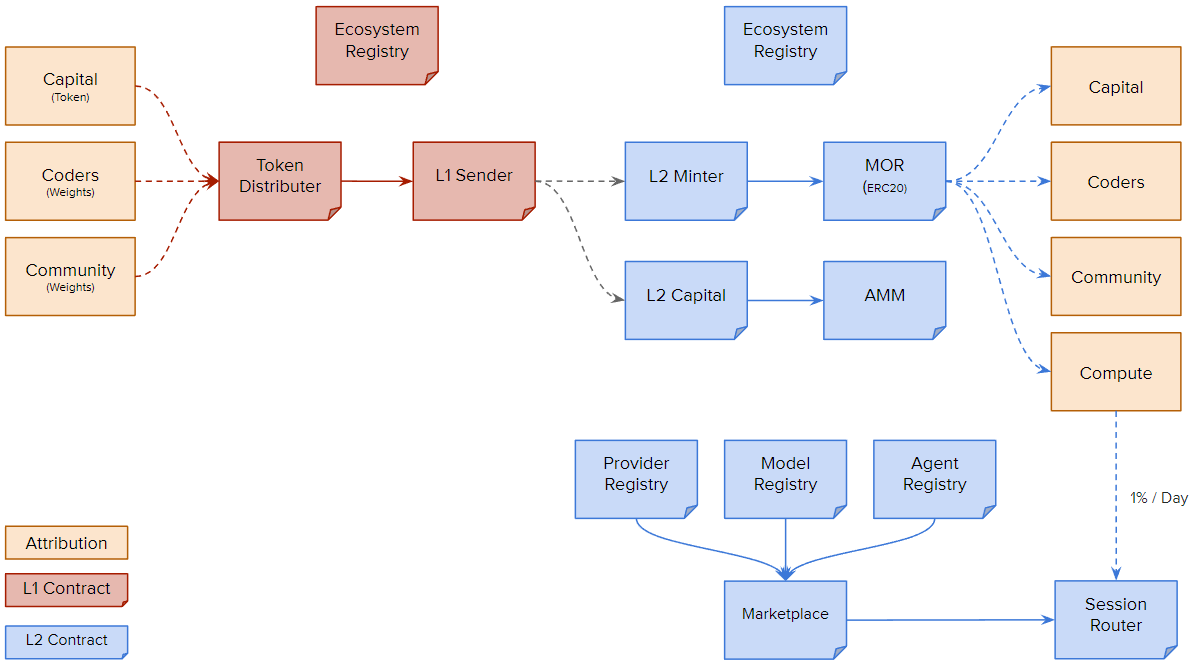 Ecosystem
Registry
Ecosystem
Registry
Capital
(Token)
Capital
Coders
(Weights)
Token
Distributer
L1 Sender
L2 Minter
MOR
(ERC20)
Coders
Community
(Weights)
L2 Capital
AMM
Community
Compute
Provider
Registry
Model
Registry
Agent
Registry
1% / Day
Attribution
L1 Contract
L2 Contract
Marketplace
Session
Router